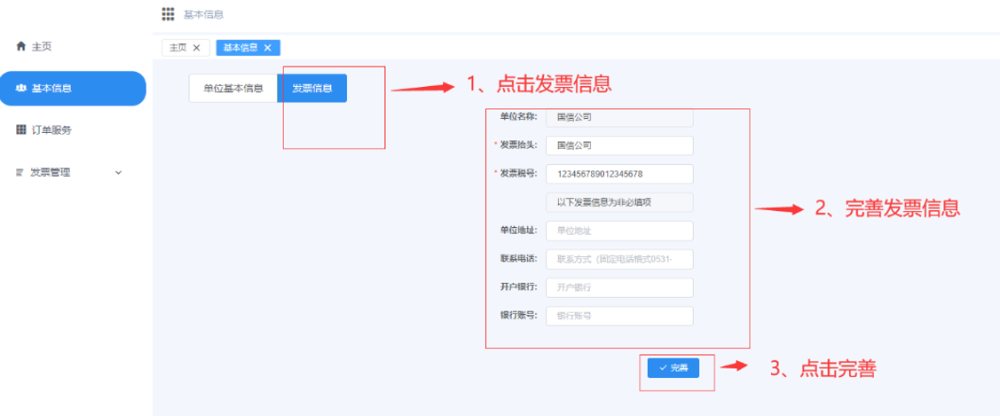 基本信息
主页
主页 ×
基本信息 ×
基本信息
单位基本信息
发票信息
1、点击发票信息
订单服务
发票管理
单位名称: 国信公司
* 发票抬头: 国信公司
* 发票税号: 123456789012345678
以下发票信息为非必填项
2、完善发票信息
单位地址: 单位地址
联系电话: 联系方式（固定电话格式0531-
开户银行: 开户银行
银行账号: 银行账号
✓ 完善
3、点击完善